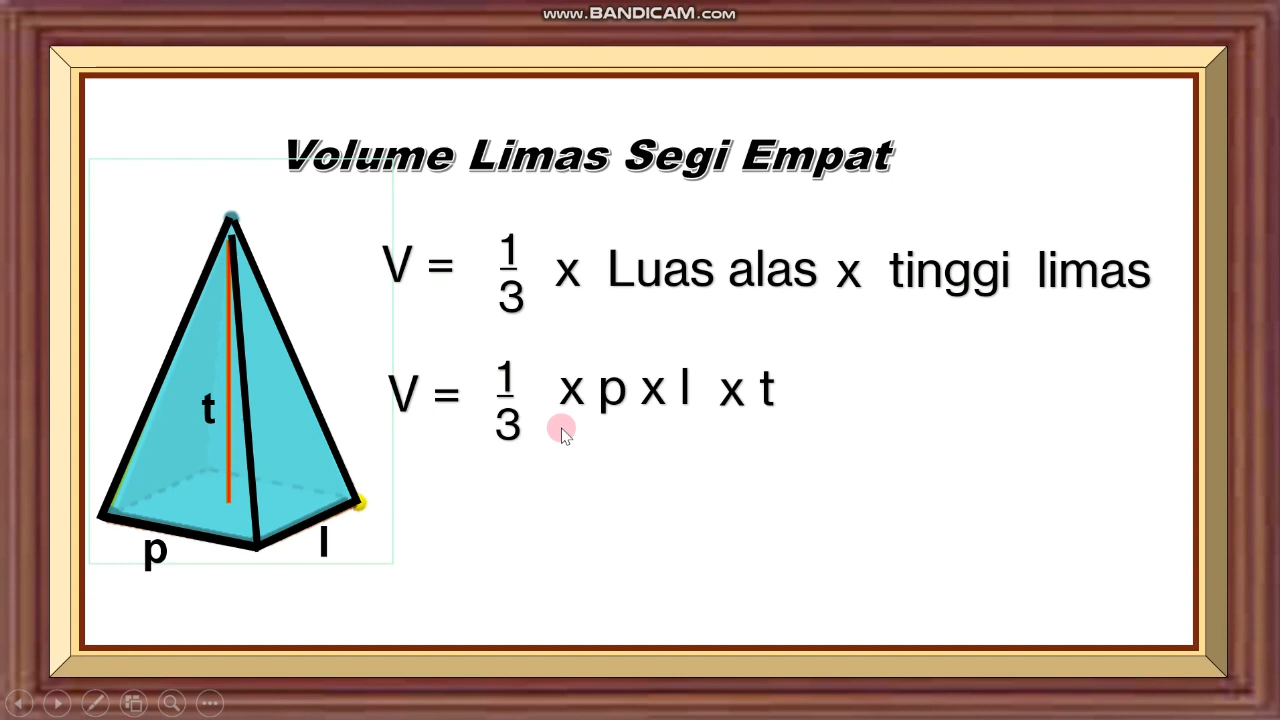 www.BANDICAM.com
Volume Limas Segi Empat
V = 1/3 x Luas alas x tinggi limas
V = 1/3 x p x l x t
t
p
l